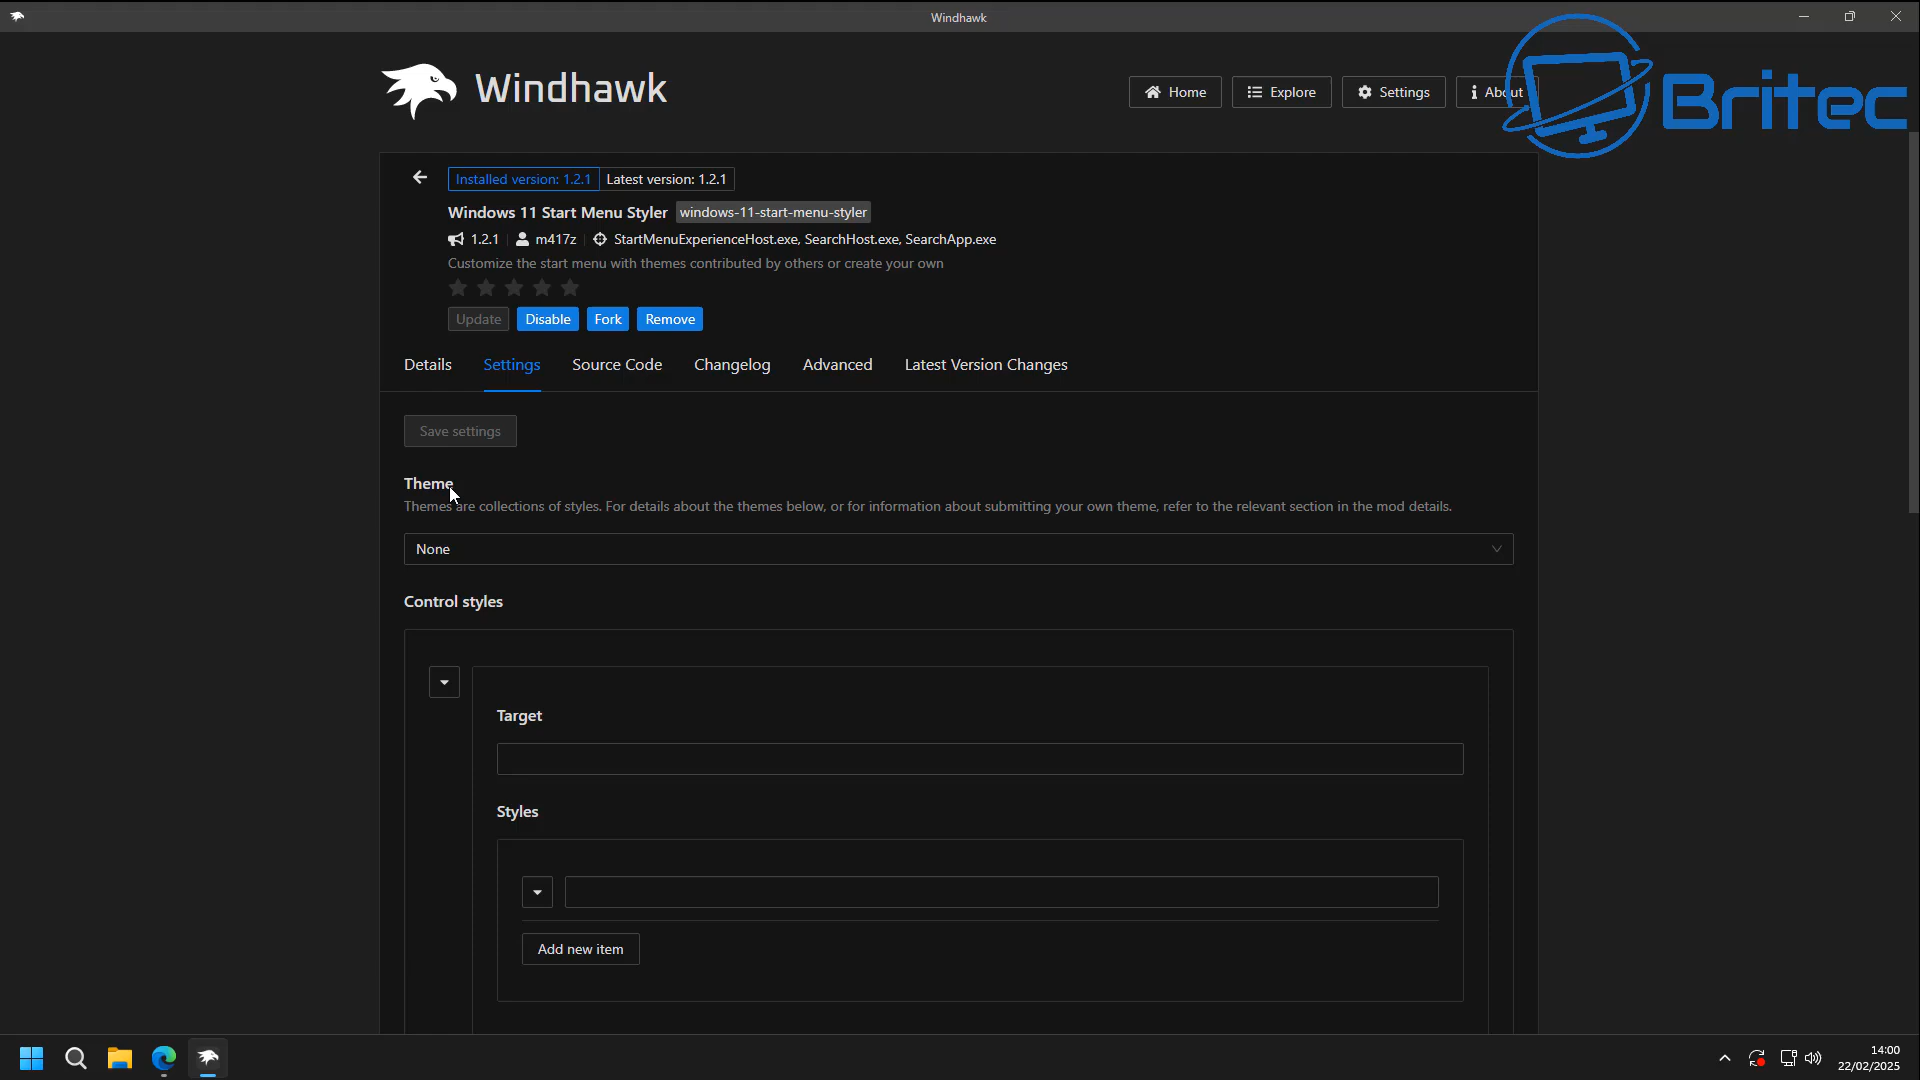 Windhawk
Windhawk
Home
Explore
Settings
About
Britec
Installed version: 1.2.1
Latest version: 1.2.1
Windows 11 Start Menu Styler
windows-11-start-menu-styler
1.2.1
m417z
StartMenuExperienceHost.exe, SearchHost.exe, SearchApp.exe
Customize the start menu with themes contributed by others or create your own
Update
Disable
Fork
Remove
Details
Settings
Source Code
Changelog
Advanced
Latest Version Changes
Save settings
Theme
Themes are collections of styles. For details about the themes below, or for information about submitting your own theme, refer to the relevant section in the mod details.
None
Control styles
Target
Styles
Add new item
14:00
22/02/2025